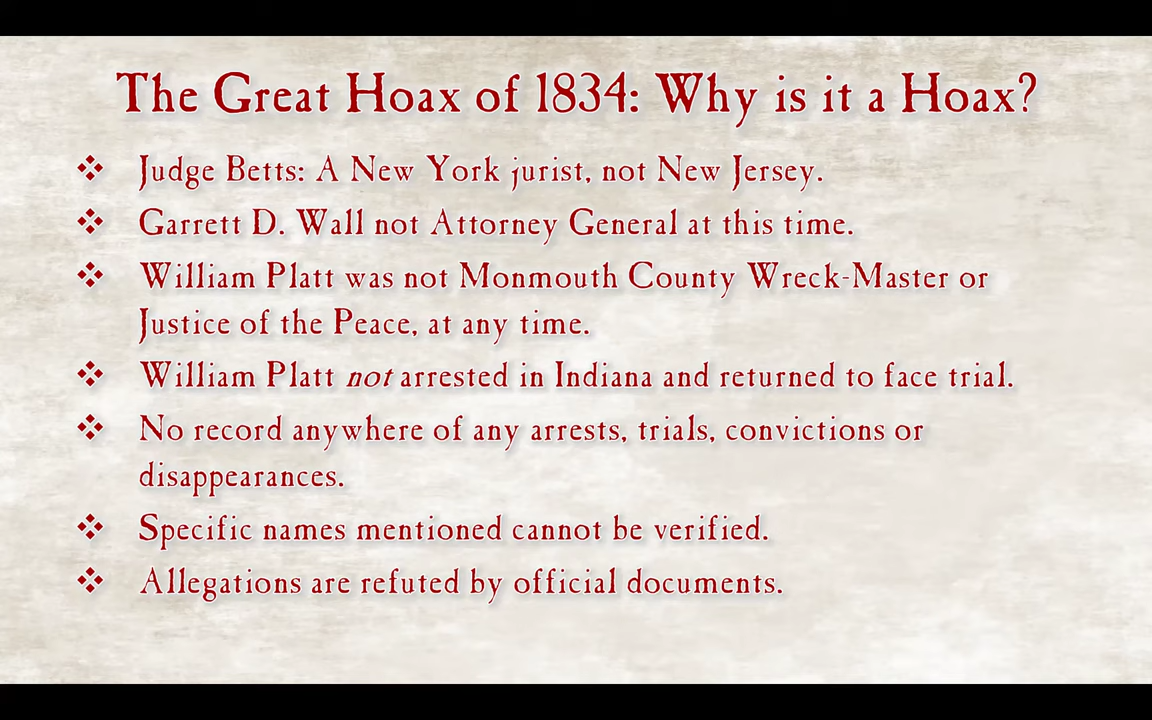 The Great Hoax of 1834: Why is it a Hoax?
❖ Judge Betts: A New York jurist, not New Jersey.
❖ Garrett D. Wall not Attorney General at this time.
❖ William Platt was not Monmouth County Wreck-Master or
Justice of the Peace, at any time.
❖ William Platt not arrested in Indiana and returned to face trial.
❖ No record anywhere of any arrests, trials, convictions or
disappearances.
❖ Specific names mentioned cannot be verified.
❖ Allegations are refuted by official documents.